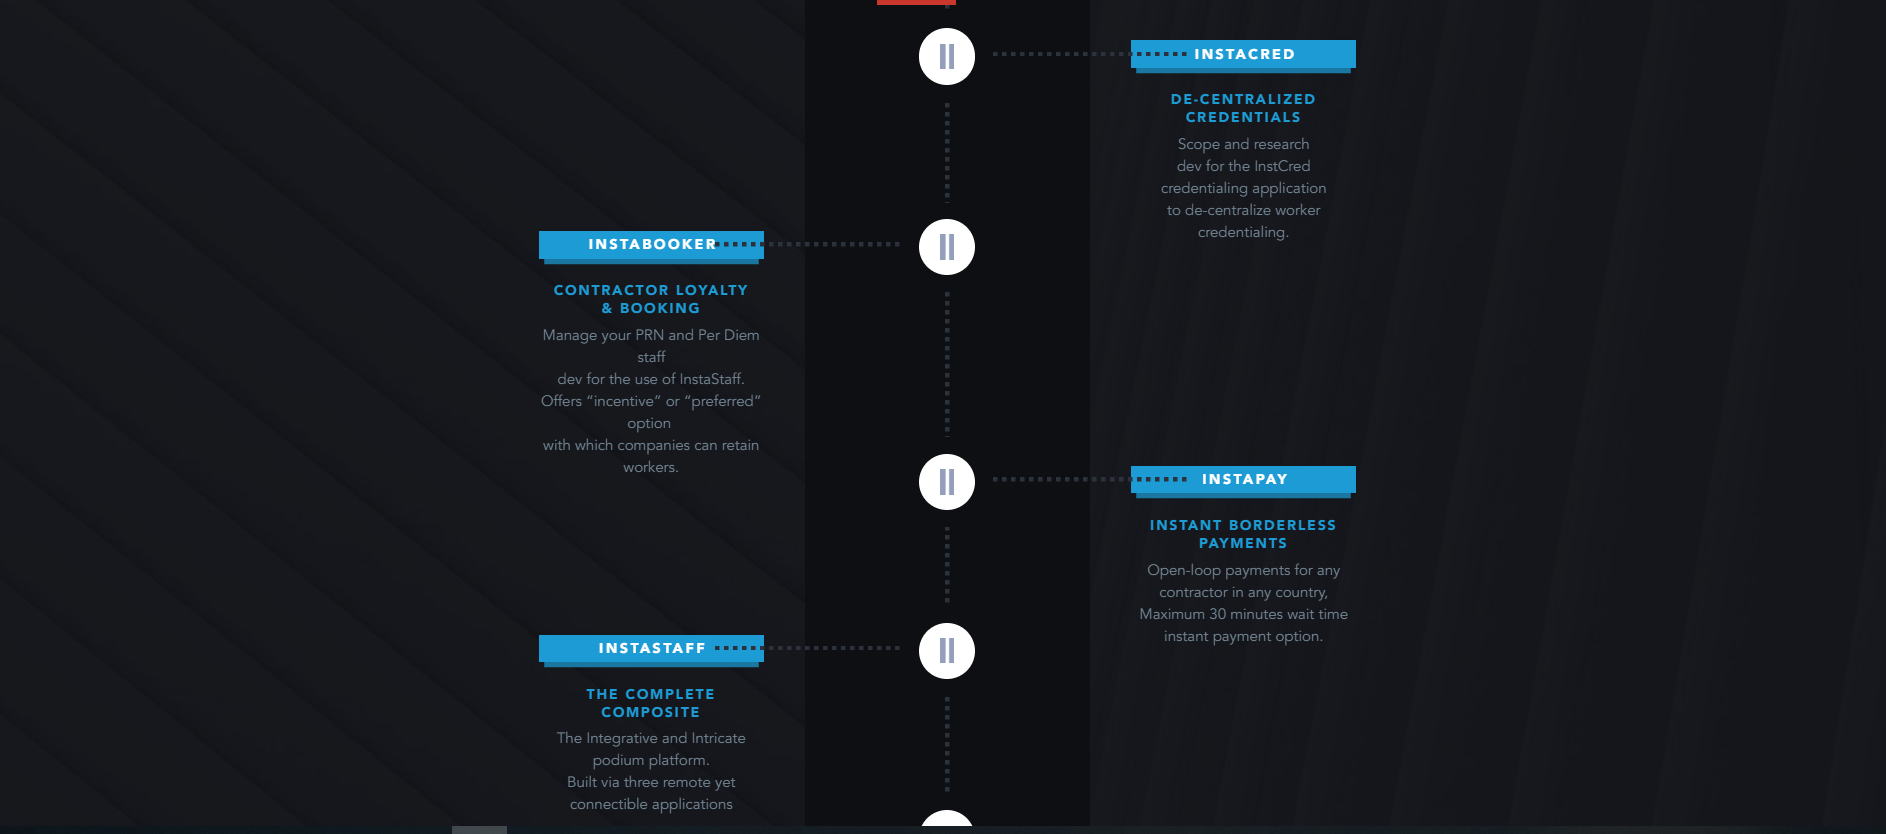 INSTACRED
DE-CENTRALIZED
CREDENTIALS
Scope and research
dev for the InstCred
credentialing application
to de-centralize worker
credentialing.
INSTABOOKER
CONTRACTOR LOYALTY
& BOOKING
Manage your PRN and Per Diem
staff
dev for the use of InstaStaff.
Offers “incentive” or “preferred”
option
with which companies can retain
workers.
INSTAPAY
INSTANT BORDERLESS
PAYMENTS
Open-loop payments for any
contractor in any country,
Maximum 30 minutes wait time
instant payment option.
INSTASTAFF
THE COMPLETE
COMPOSITE
The Integrative and Intricate
podium platform.
Built via three remote yet
connectible applications